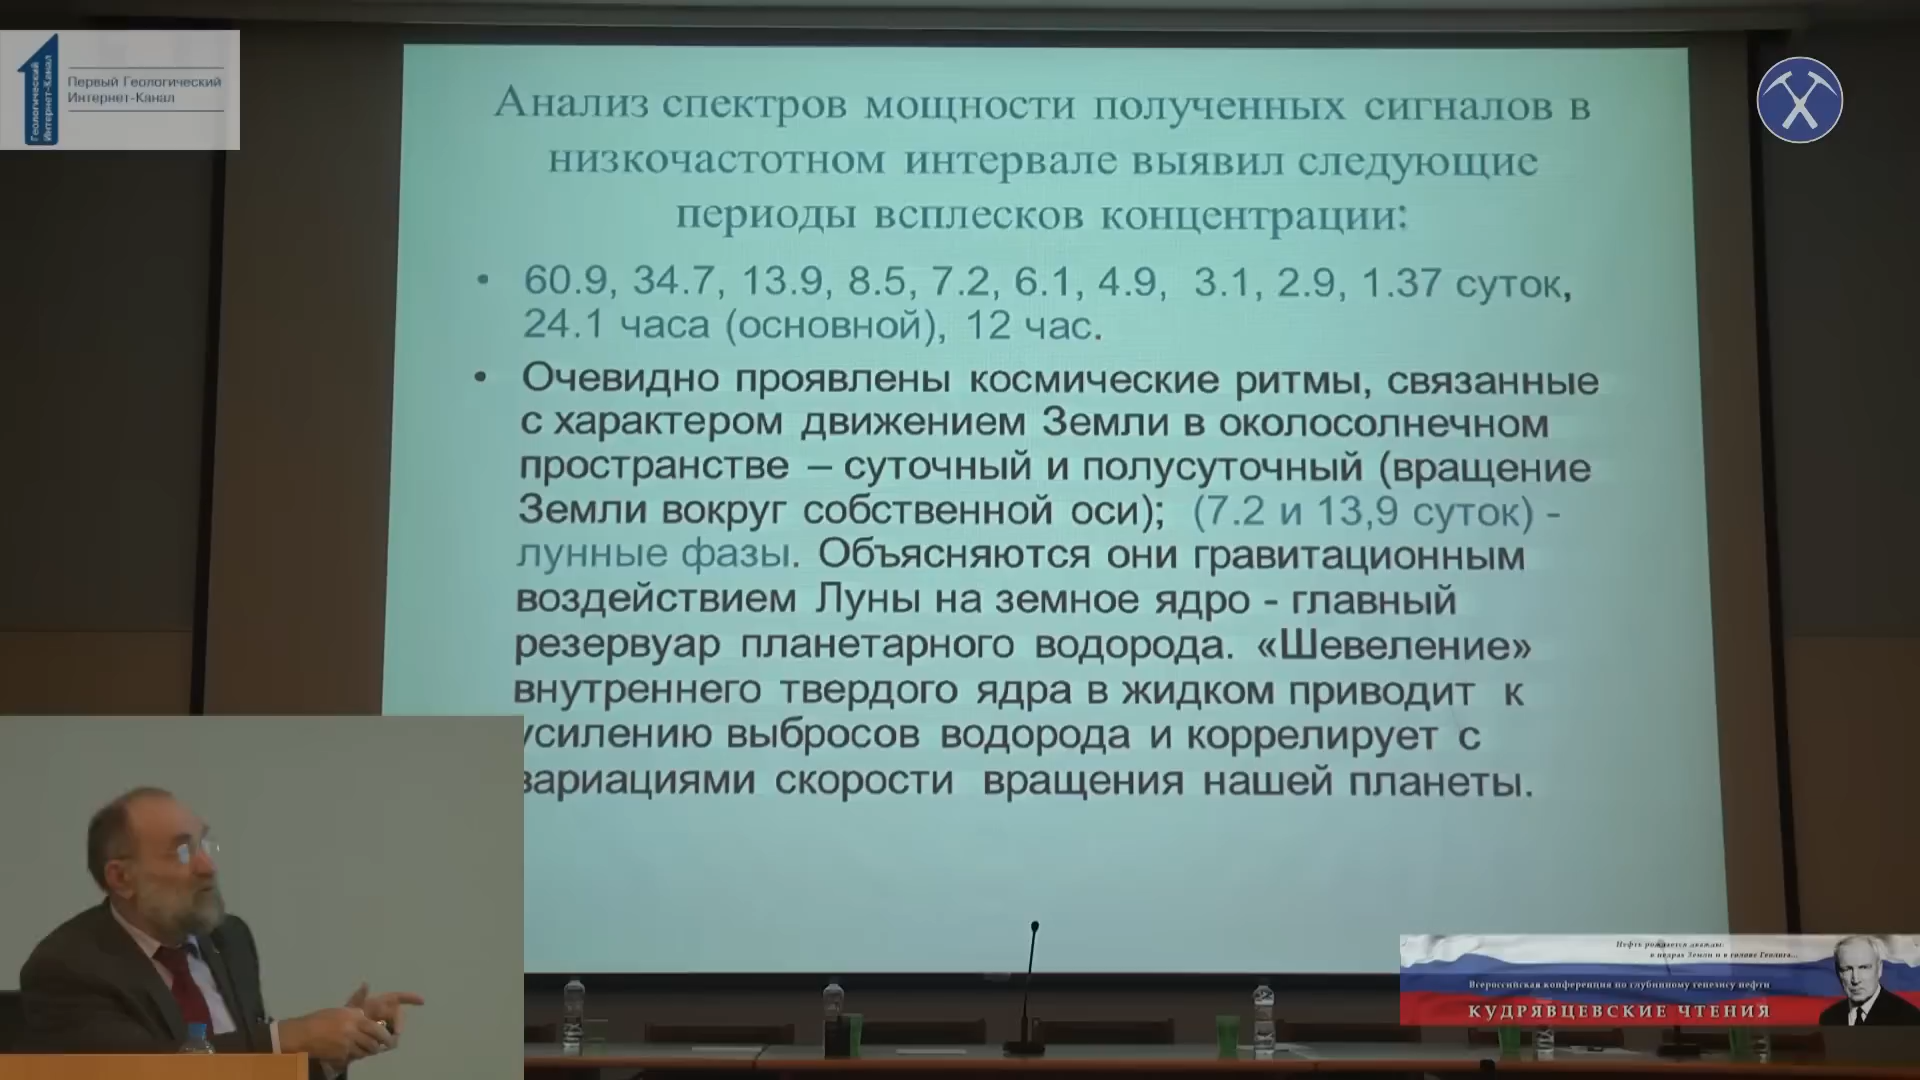 Геологический
Интернет-Канал
Первый Геологический
Интернет-Канал
Анализ спектров мощности полученных сигналов в
низкочастотном интервале выявил следующие
периоды всплесков концентрации:
• 60.9, 34.7, 13.9, 8.5, 7.2, 6.1, 4.9, 3.1, 2.9, 1.37 суток,
24.1 часа (основной), 12 час.
• Очевидно проявлены космические ритмы, связанные
с характером движением Земли в околосолнечном
пространстве – суточный и полусуточный (вращение
Земли вокруг собственной оси); (7.2 и 13,9 суток) -
лунные фазы. Объясняются они гравитационным
воздействием Луны на земное ядро - главный
резервуар планетарного водорода. «Шевеление»
внутреннего твердого ядра в жидком приводит к
усилению выбросов водорода и коррелирует с
вариациями скорости вращения нашей планеты.
Нефть рождается дважды:
в недрах Земли и в голове Геолога...
Всероссийская конференция по глубинному генезису нефти
КУДРЯВЦЕВСКИЕ ЧТЕНИЯ